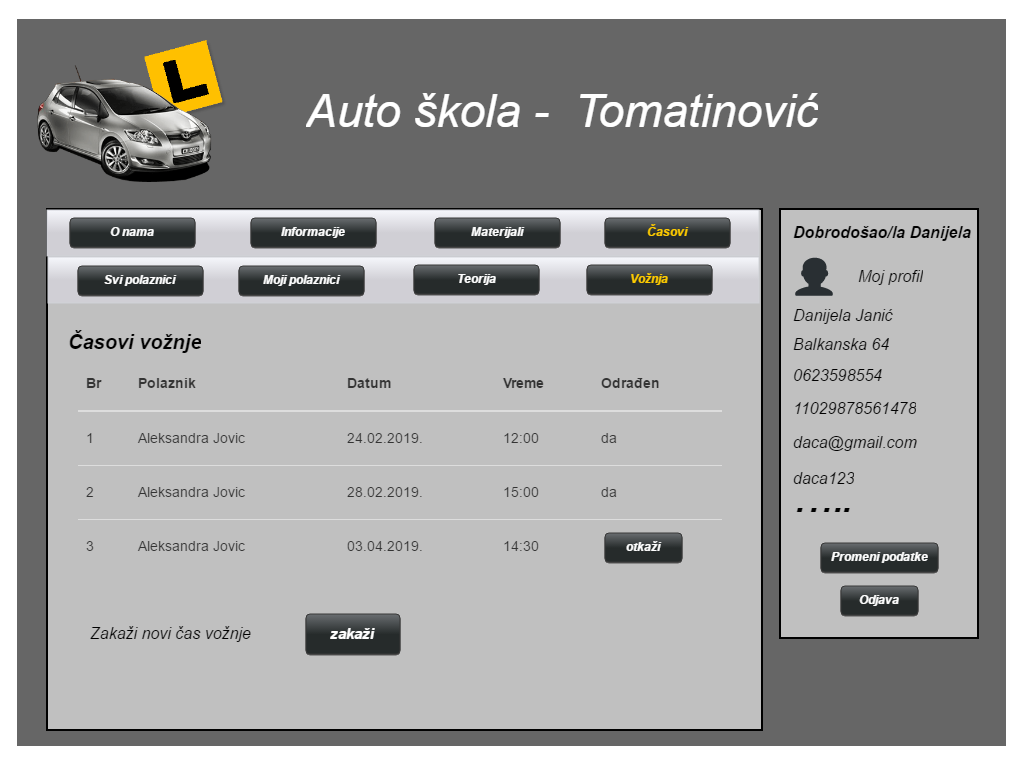 L
Auto škola - Tomatinović
O nama Informacije Materijali Časovi
Svi polaznici Moji polaznici Teorija Vožnja
Časovi vožnje
Br Polaznik Datum Vreme Odrađen
1 Aleksandra Jovic 24.02.2019. 12:00 da
2 Aleksandra Jovic 28.02.2019. 15:00 da
3 Aleksandra Jovic 03.04.2019. 14:30 otkaži
Zakaži novi čas vožnje zakaži
Dobrodošao/la Danijela
Moj profil
Danijela Janić
Balkanska 64
0623598554
11029878561478
daca@gmail.com
daca123
.....
Promeni podatke
Odjava